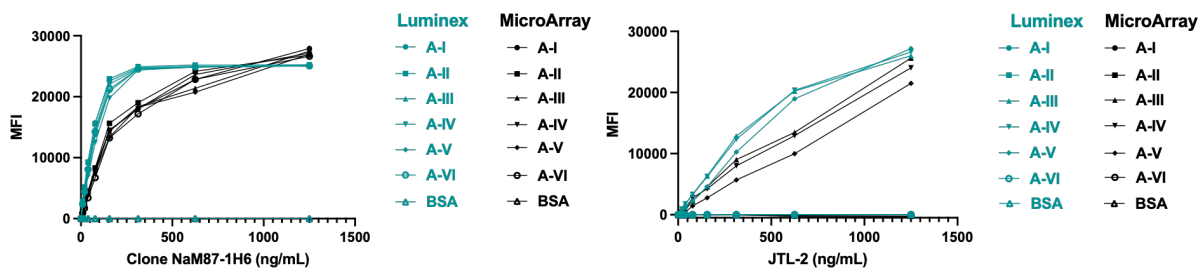 Luminex MicroArray
30000
20000
10000
0
MFI
0 500 1000 1500
Clone NaM87-1H6 (ng/mL)
A-I A-I
A-II A-II
A-III A-III
A-IV A-IV
A-V A-V
A-VI A-VI
BSA BSA
Luminex MicroArray
30000
20000
10000
0
MFI
0 500 1000 1500
JTL-2 (ng/mL)
A-I A-I
A-II A-II
A-III A-III
A-IV A-IV
A-V A-V
A-VI A-VI
BSA BSA